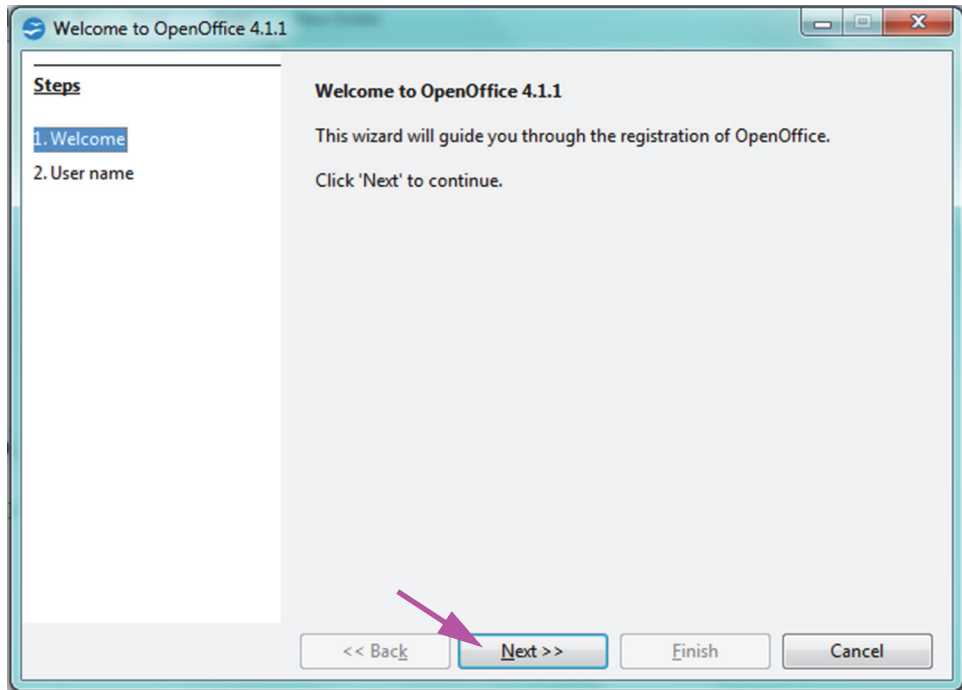 Welcome to OpenOffice 4.1.1
Steps
1. Welcome
2. User name
Welcome to OpenOffice 4.1.1
This wizard will guide you through the registration of OpenOffice.
Click 'Next' to continue.
<< Back
Next >>
Finish
Cancel